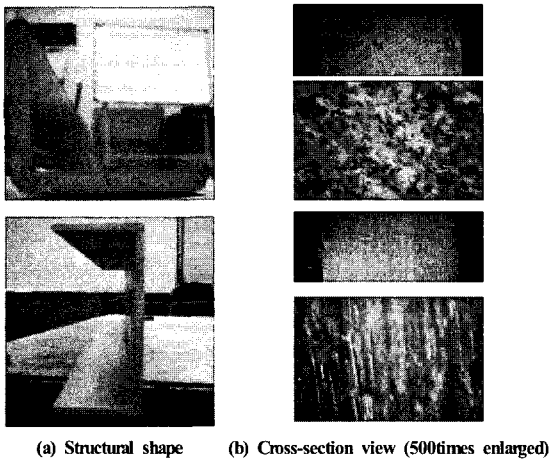 (a) Structural shape
(b) Cross-section view (500times enlarged)